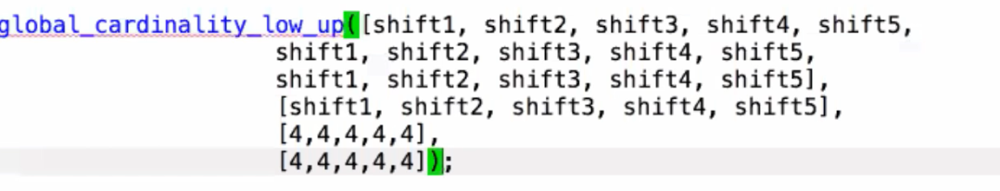 global_cardinality_low_up([shift1, shift2, shift3, shift4, shift5,
shift1, shift2, shift3, shift4, shift5,
shift1, shift2, shift3, shift4, shift5],
[shift1, shift2, shift3, shift4, shift5],
[4,4,4,4,4],
[4,4,4,4,4]);